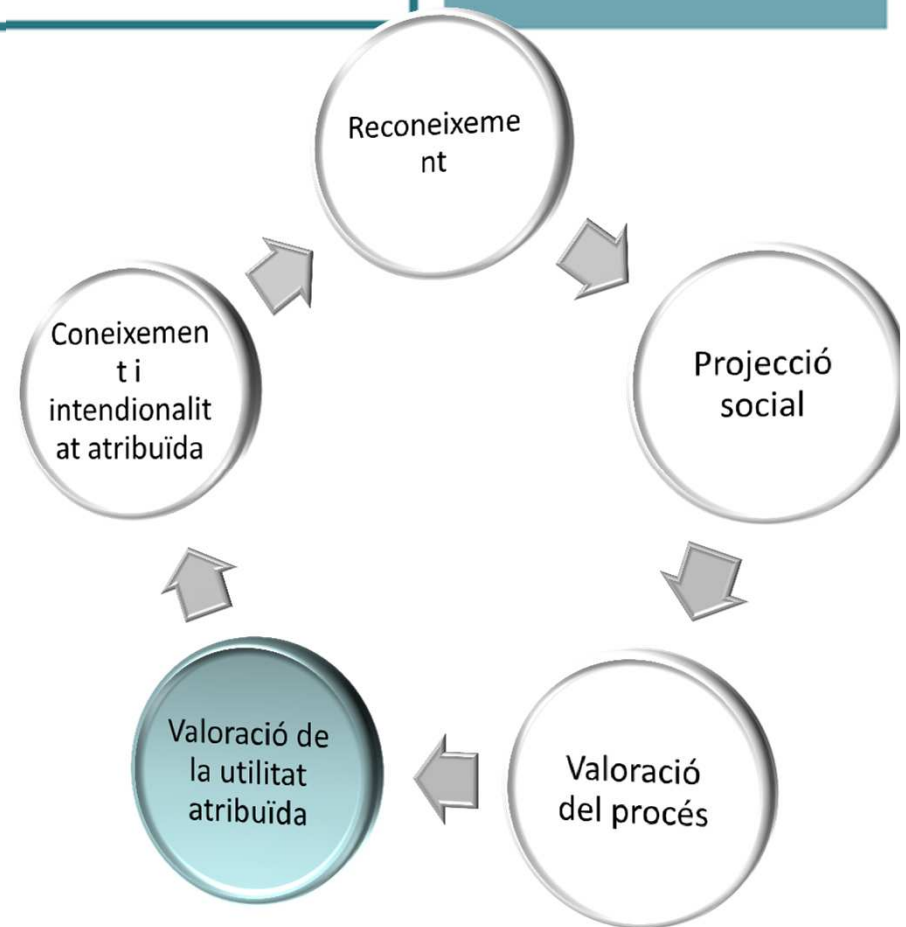 Reconeixeme
nt
Projecció
social
Valoració
del procés
Valoració de
la utilitat
atribuïda
Coneixemen
t i
intendionalit
at atribuïda